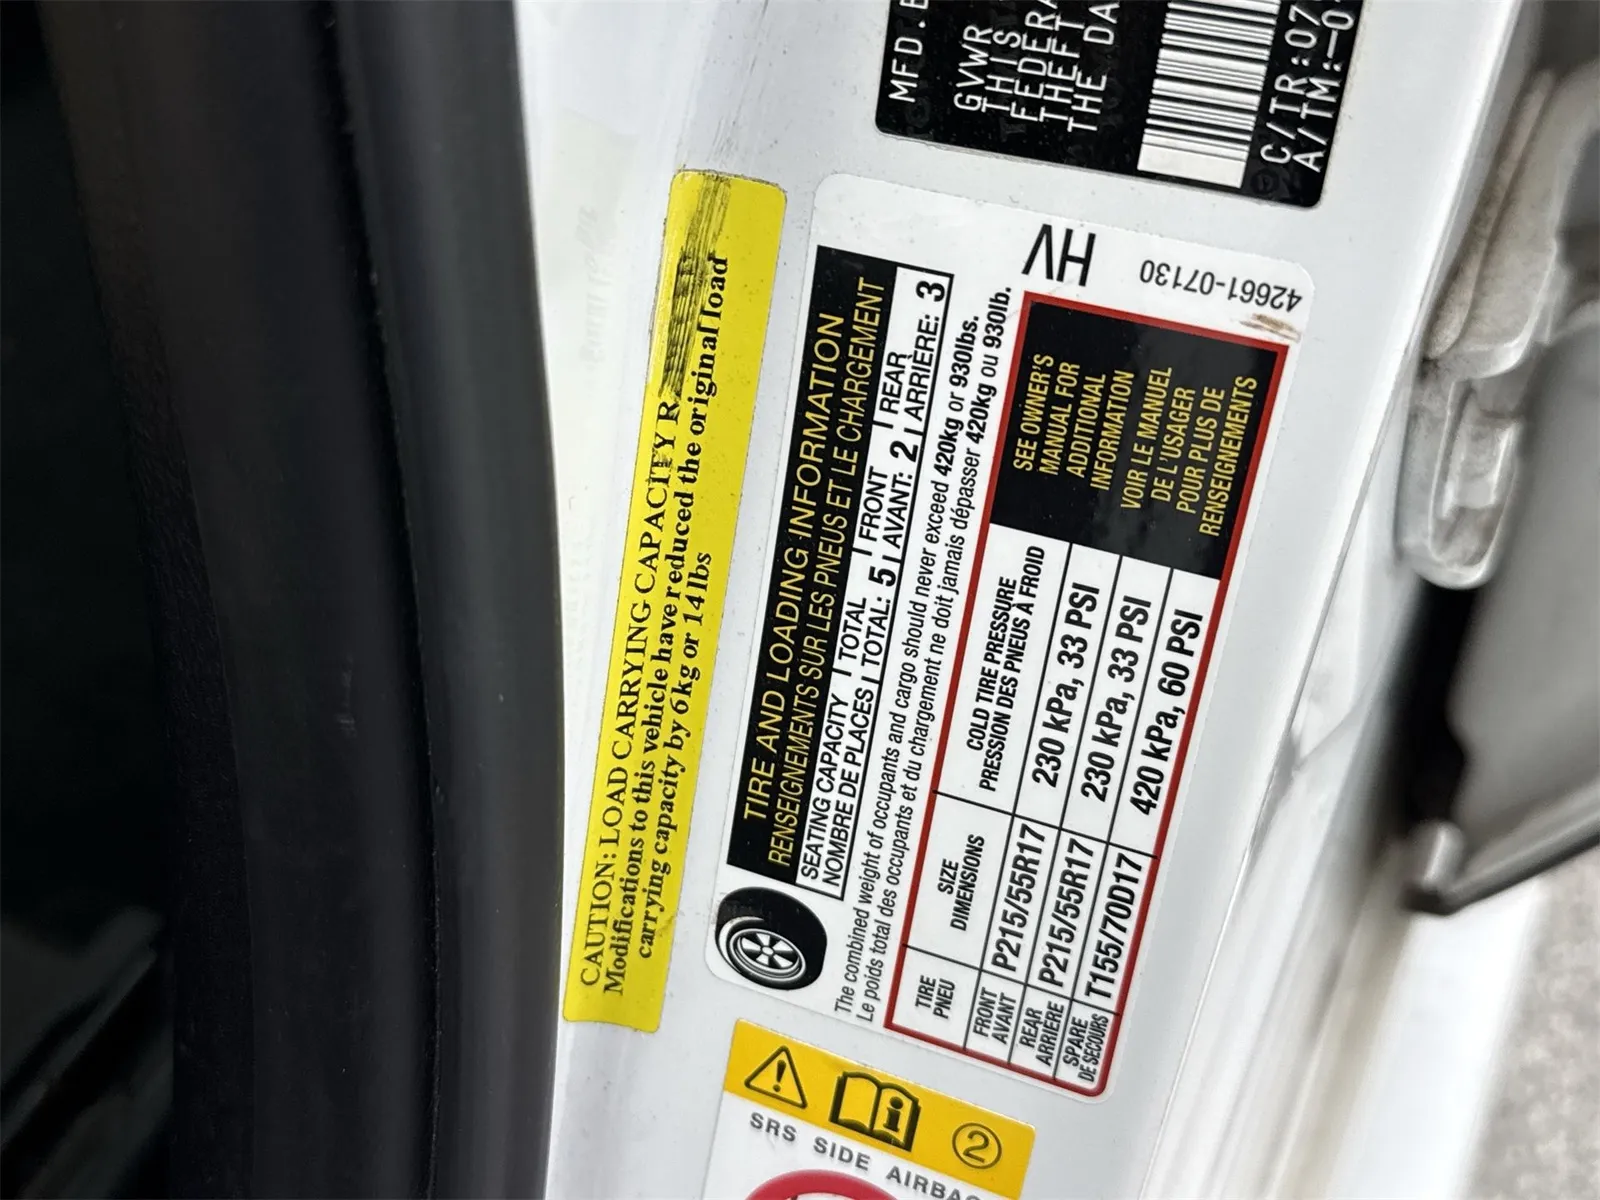 MFD.
GVWR
THIS
FEDERA
THEFT
THE DA
C/TR:07
A/TM:-0
CAUTION: LOAD CARRYING CAPACITY R
Modifications to this vehicle have reduced the original load
carrying capacity by 6kg or 14lbs
HV
42661-07130
TIRE AND LOADING INFORMATION
RENSEIGNEMENTS SUR LES PNEUS ET LE CHARGEMENT
SEATING CAPACITY TOTAL FRONT REAR
NOMBRE DE PLACES TOTAL: 5 AVANT: 2 ARRIÈRE: 3
The combined weight of occupants and cargo should never exceed 420kg or 930lbs.
Le poids total des occupants et du chargement ne doit jamais dépasser 420kg ou 930lb.
TIRE SIZE COLD TIRE PRESSURE
PNEU DIMENSIONS PRESSION DES PNEUS À FROID
FRONT
AVANT P215/55R17 230 kPa, 33 PSI
REAR
ARRIÈRE P215/55R17 230 kPa, 33 PSI
SPARE
DE SECOURS T155/70D17 420 kPa, 60 PSI
SEE OWNER'S
MANUAL FOR
ADDITIONAL
INFORMATION
VOIR LE MANUEL
DE L'USAGER
POUR PLUS DE
RENSEIGNEMENTS
2
SRS SIDE AIRBAG